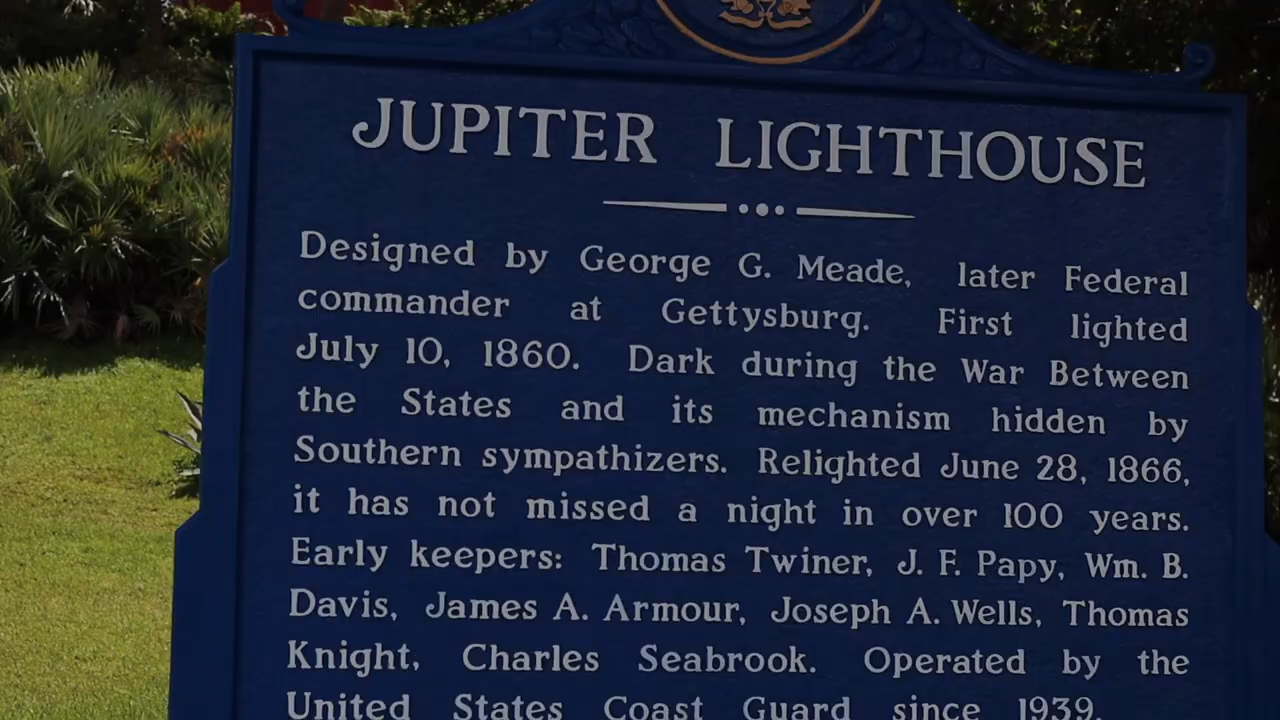 JUPITER LIGHTHOUSE
Designed by George G. Meade, later Federal
commander at Gettysburg. First lighted
July 10, 1860. Dark during the War Between
the States and its mechanism hidden by
Southern sympathizers. Relighted June 28, 1866,
it has not missed a night in over 100 years.
Early keepers: Thomas Twiner, J. F. Papy, Wm. B.
Davis, James A. Armour, Joseph A. Wells, Thomas
Knight, Charles Seabrook. Operated by the
United States Coast Guard since 1939.